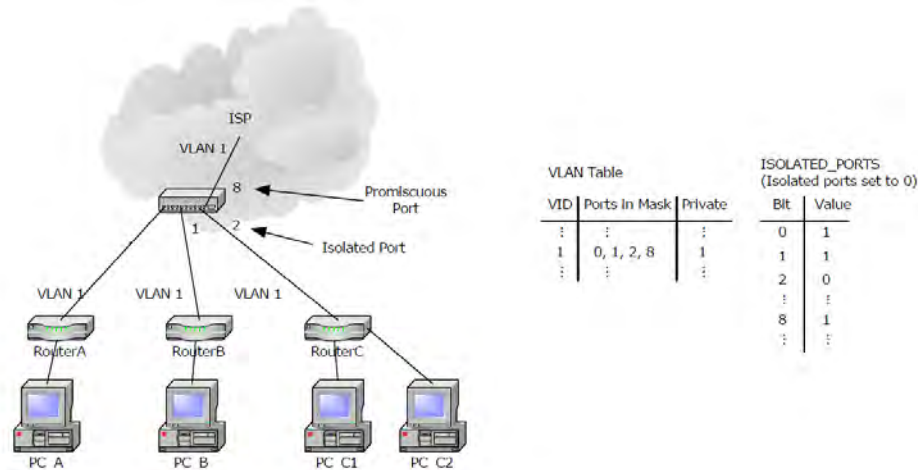 ISP
VLAN 1
8
Promiscuous
Port
1
2
Isolated Port
VLAN 1
VLAN 1
VLAN 1
RouterA
RouterB
RouterC
PC A
PC B
PC C1
PC C2
VLAN Table
VID Ports in Mask Private
⋮ ⋮ ⋮
1 0, 1, 2, 8 1
⋮ ⋮ ⋮
ISOLATED_PORTS
(Isolated ports set to 0)
Bit Value
0 1
1 1
2 0
⋮ ⋮
8 1
⋮ ⋮